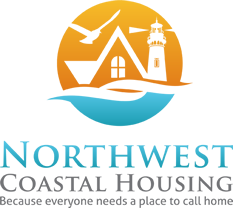 NORTHWEST
COASTAL HOUSING
Because everyone needs a place to call home